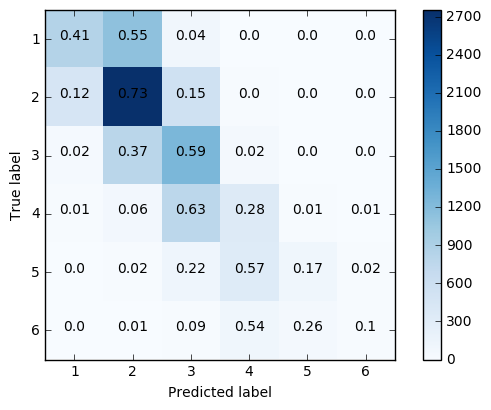 1 0.41 0.55 0.04 0.0 0.0 0.0
2 0.12 0.73 0.15 0.0 0.0 0.0
3 0.02 0.37 0.59 0.02 0.0 0.0
4 0.01 0.06 0.63 0.28 0.01 0.01
5 0.0 0.02 0.22 0.57 0.17 0.02
6 0.0 0.01 0.09 0.54 0.26 0.1
1 2 3 4 5 6
True label
Predicted label
2700
2400
2100
1800
1500
1200
900
600
300
0